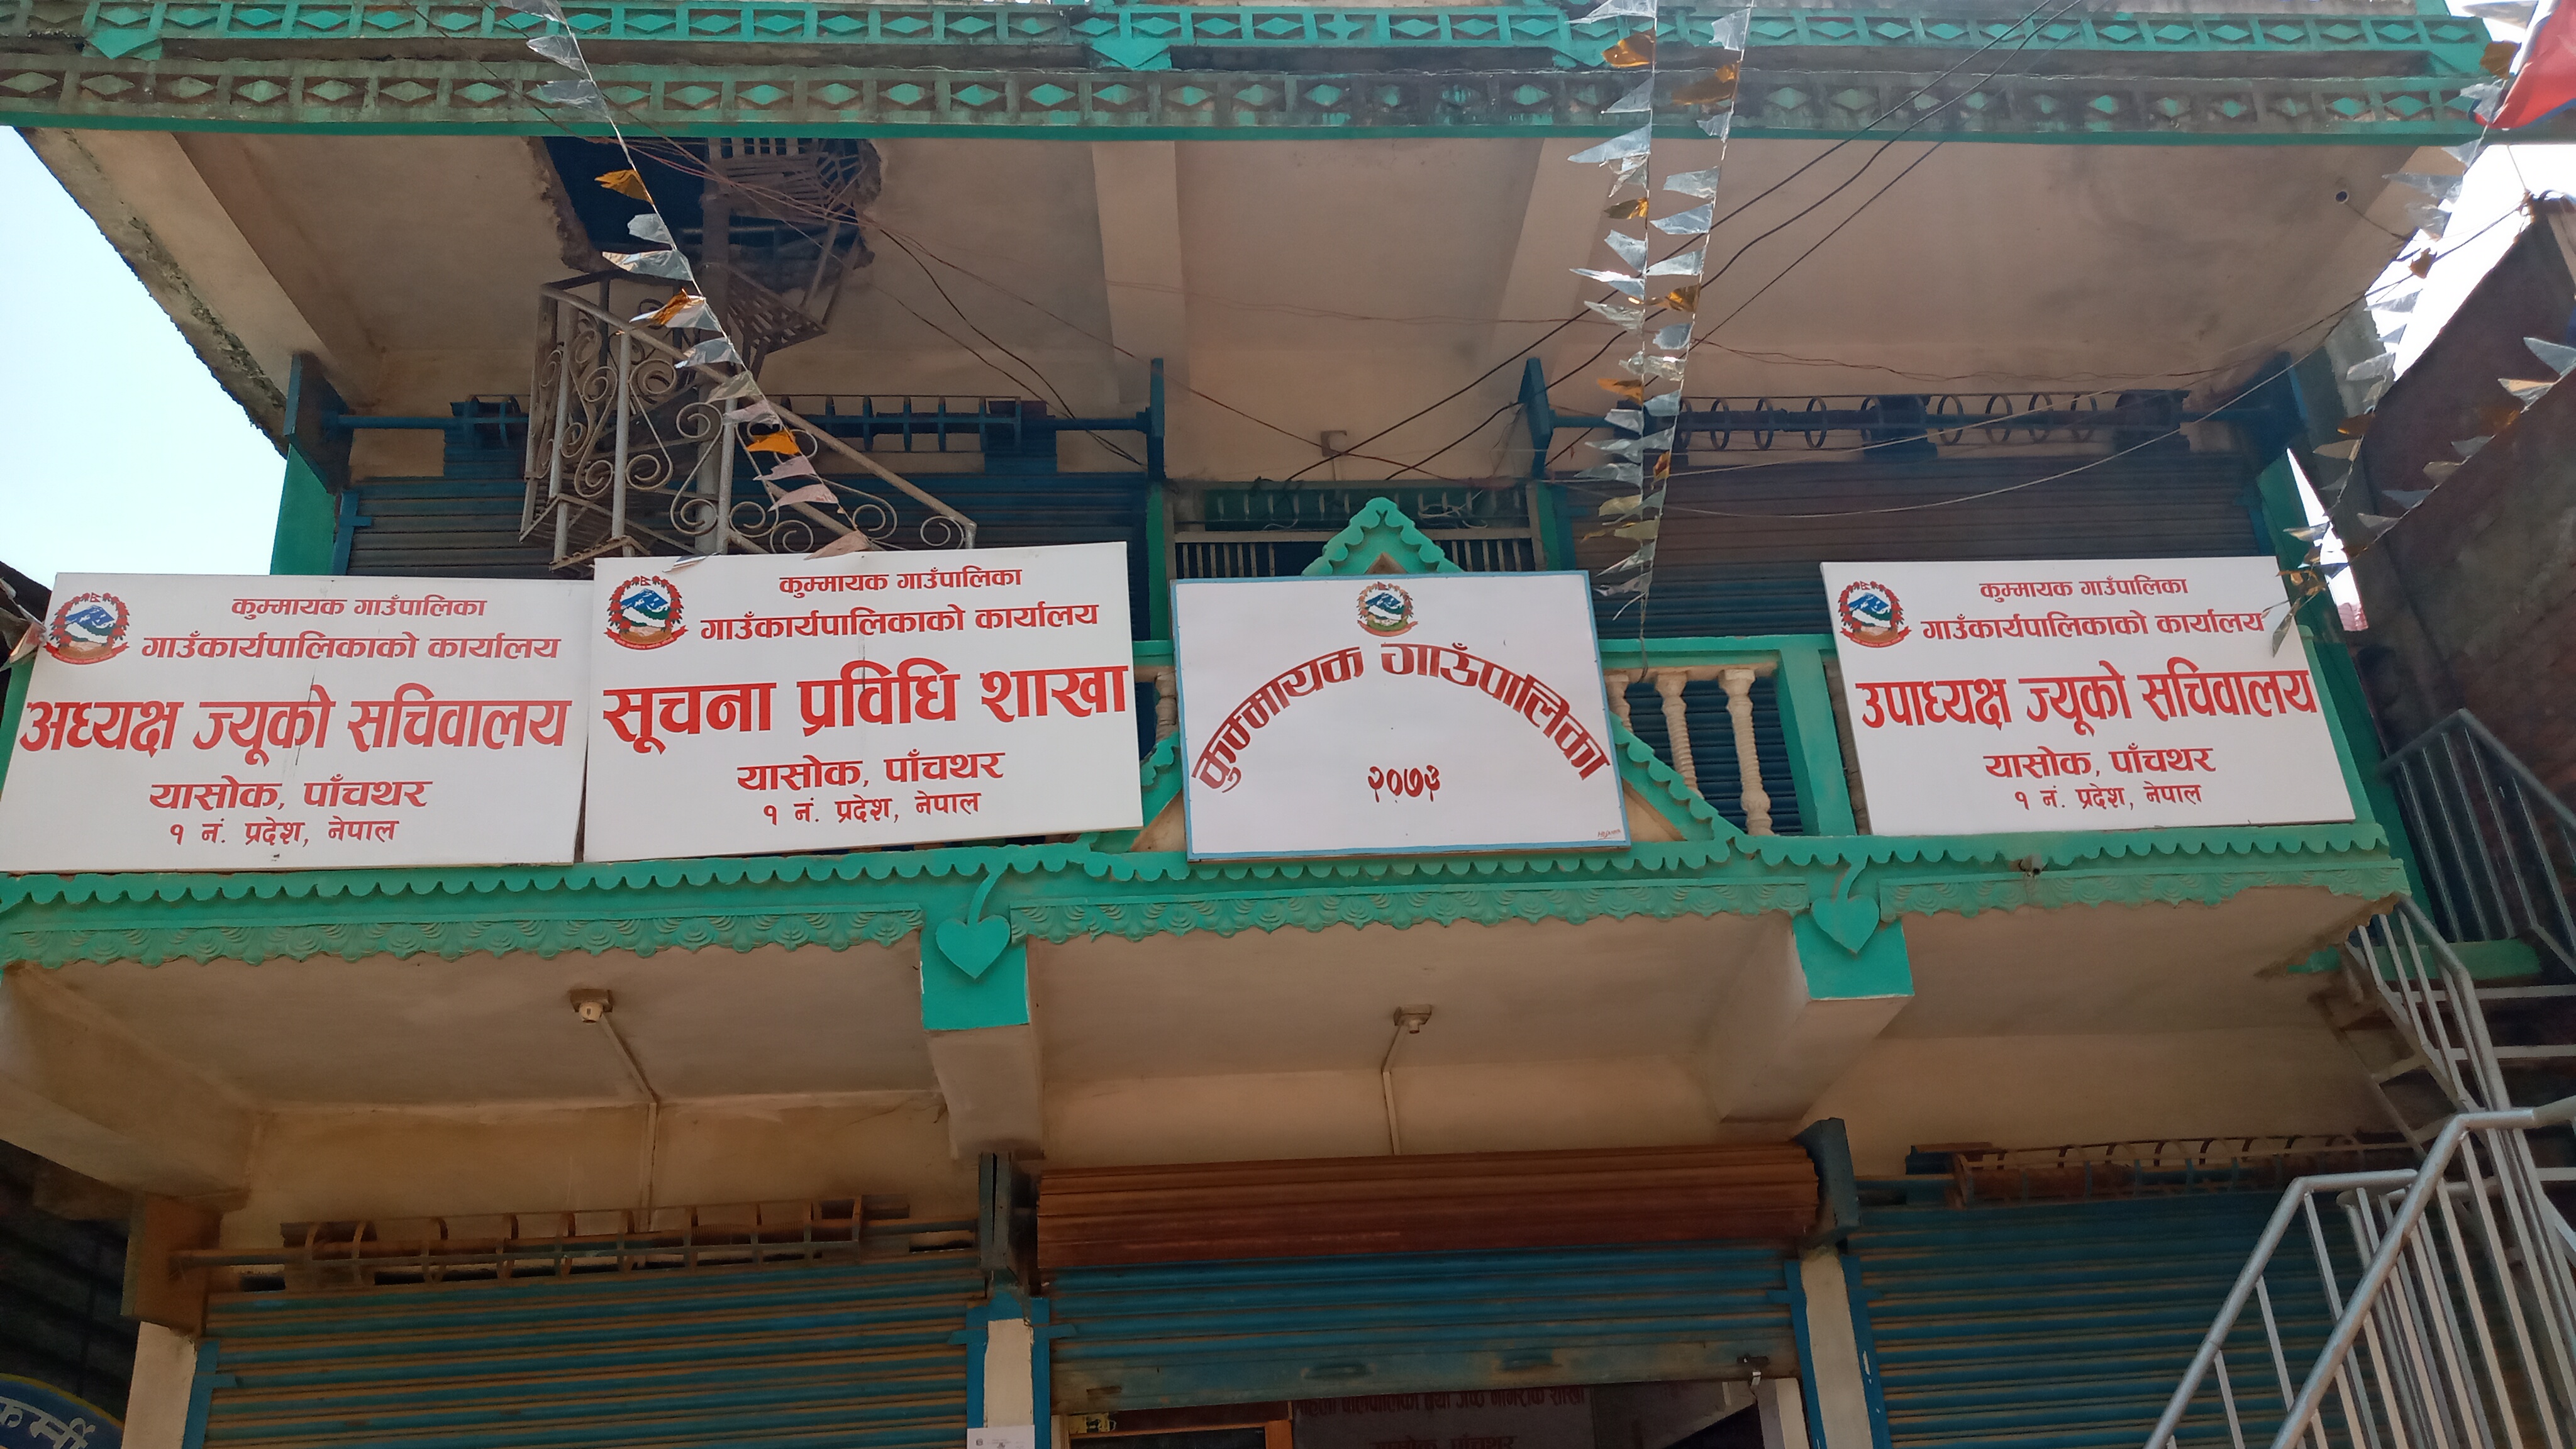 कुम्मायक गाउँपालिका
गाउँकार्यपालिकाको कार्यालय
अध्यक्ष ज्यूको सचिवालय
यासोक, पाँचथर
१ नं. प्रदेश, नेपाल
कुम्मायक गाउँपालिका
गाउँकार्यपालिकाको कार्यालय
सूचना प्रविधि शाखा
यासोक, पाँचथर
१ नं. प्रदेश, नेपाल
कुम्मायक गाउँपालिका
२०७३
कुम्मायक गाउँपालिका
गाउँकार्यपालिकाको कार्यालय
उपाध्यक्ष ज्यूको सचिवालय
यासोक, पाँचथर
१ नं. प्रदेश, नेपाल
यासोक, पाँचथर